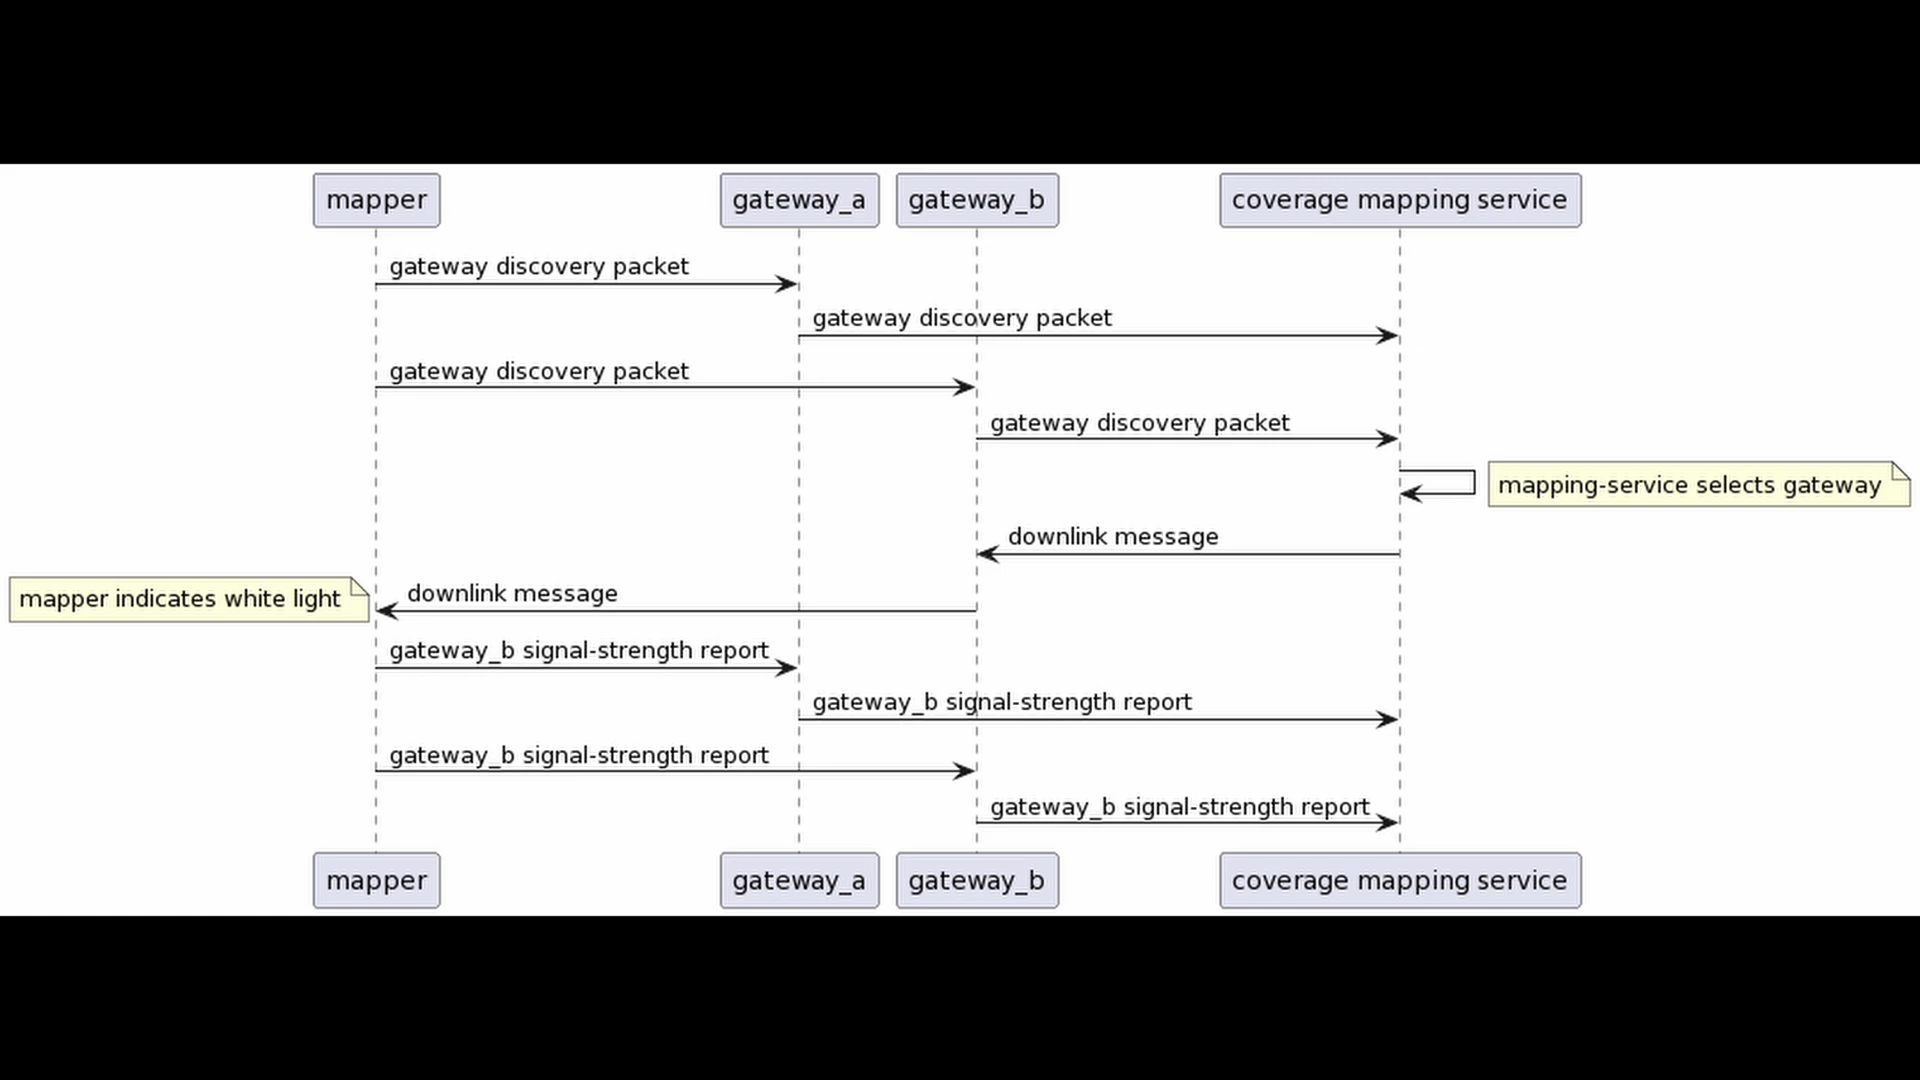 mapper
gateway_a
gateway_b
coverage mapping service
gateway discovery packet
gateway discovery packet
gateway discovery packet
gateway discovery packet
mapping-service selects gateway
downlink message
mapper indicates white light
downlink message
gateway_b signal-strength report
gateway_b signal-strength report
gateway_b signal-strength report
gateway_b signal-strength report
mapper
gateway_a
gateway_b
coverage mapping service